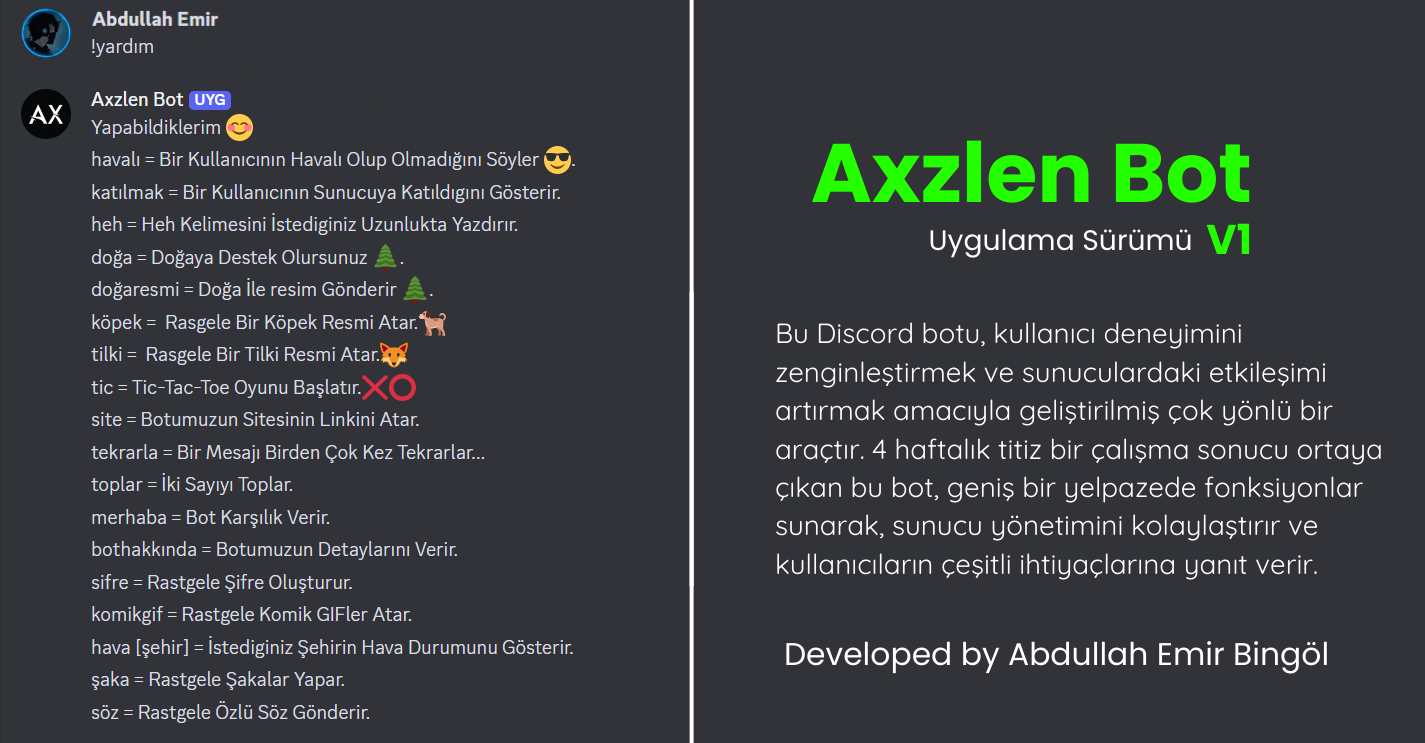 Abdullah Emir
!yardım
AX
Axzlen Bot UYG
Yapabildiklerim 😊
havalı = Bir Kullanıcının Havalı Olup Olmadığını Söyler 😎.
katılmak = Bir Kullanıcının Sunucuya Katıldıgını Gösterir.
heh = Heh Kelimesini İstediginiz Uzunlukta Yazdırır.
doğa = Doğaya Destek Olursunuz 🌲.
doğaresmi = Doğa İle resim Gönderir 🌲.
köpek =  Rasgele Bir Köpek Resmi Atar.🐕
tilki =  Rasgele Bir Tilki Resmi Atar.🦊
tic = Tic-Tac-Toe Oyunu Başlatır.❌⭕
site = Botumuzun Sitesinin Linkini Atar.
tekrarla = Bir Mesajı Birden Çok Kez Tekrarlar...
toplar = İki Sayıyı Toplar.
merhaba = Bot Karşılık Verir.
bothakkında = Botumuzun Detaylarını Verir.
sifre = Rastgele Şifre Oluşturur.
komikgif = Rastgele Komik GIFler Atar.
hava [şehir] = İstediginiz Şehirin Hava Durumunu Gösterir.
şaka = Rastgele Şakalar Yapar.
söz = Rastgele Özlü Söz Gönderir.
Axzlen Bot
Uygulama Sürümü V1
Bu Discord botu, kullanıcı deneyimini
zenginleştirmek ve sunuculardaki etkileşimi
artırmak amacıyla geliştirilmiş çok yönlü bir
araçtır. 4 haftalık titiz bir çalışma sonucu ortaya
çıkan bu bot, geniş bir yelpazede fonksiyonlar
sunarak, sunucu yönetimini kolaylaştırır ve
kullanıcıların çeşitli ihtiyaçlarına yanıt verir.
Developed by Abdullah Emir Bingöl